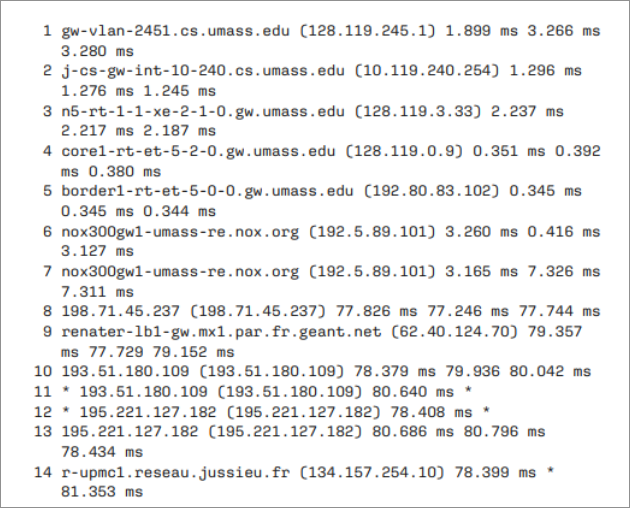 1 gw-vlan-2451.cs.umass.edu (128.119.245.1) 1.899 ms 3.266 ms
3.280 ms
2 j-cs-gw-int-10-240.cs.umass.edu (10.119.240.254) 1.296 ms
1.276 ms 1.245 ms
3 n5-rt-1-1-xe-2-1-0.gw.umass.edu (128.119.3.33) 2.237 ms
2.217 ms 2.187 ms
4 core1-rt-et-5-2-0.gw.umass.edu (128.119.0.9) 0.351 ms 0.392
ms 0.380 ms
5 border1-rt-et-5-0-0.gw.umass.edu (192.80.83.102) 0.345 ms
0.345 ms 0.344 ms
6 nox300gw1-umass-re.nox.org (192.5.89.101) 3.260 ms 0.416 ms
3.127 ms
7 nox300gw1-umass-re.nox.org (192.5.89.101) 3.165 ms 7.326 ms
7.311 ms
8 198.71.45.237 (198.71.45.237) 77.826 ms 77.246 ms 77.744 ms
9 renater-lb1-gw.mx1.par.fr.geant.net (62.40.124.70) 79.357
ms 77.729 79.152 ms
10 193.51.180.109 (193.51.180.109) 78.379 ms 79.936 80.042 ms
11 * 193.51.180.109 (193.51.180.109) 80.640 ms *
12 * 195.221.127.182 (195.221.127.182) 78.408 ms *
13 195.221.127.182 (195.221.127.182) 80.686 ms 80.796 ms
78.434 ms
14 r-upmc1.reseau.jussieu.fr (134.157.254.10) 78.399 ms *
81.353 ms